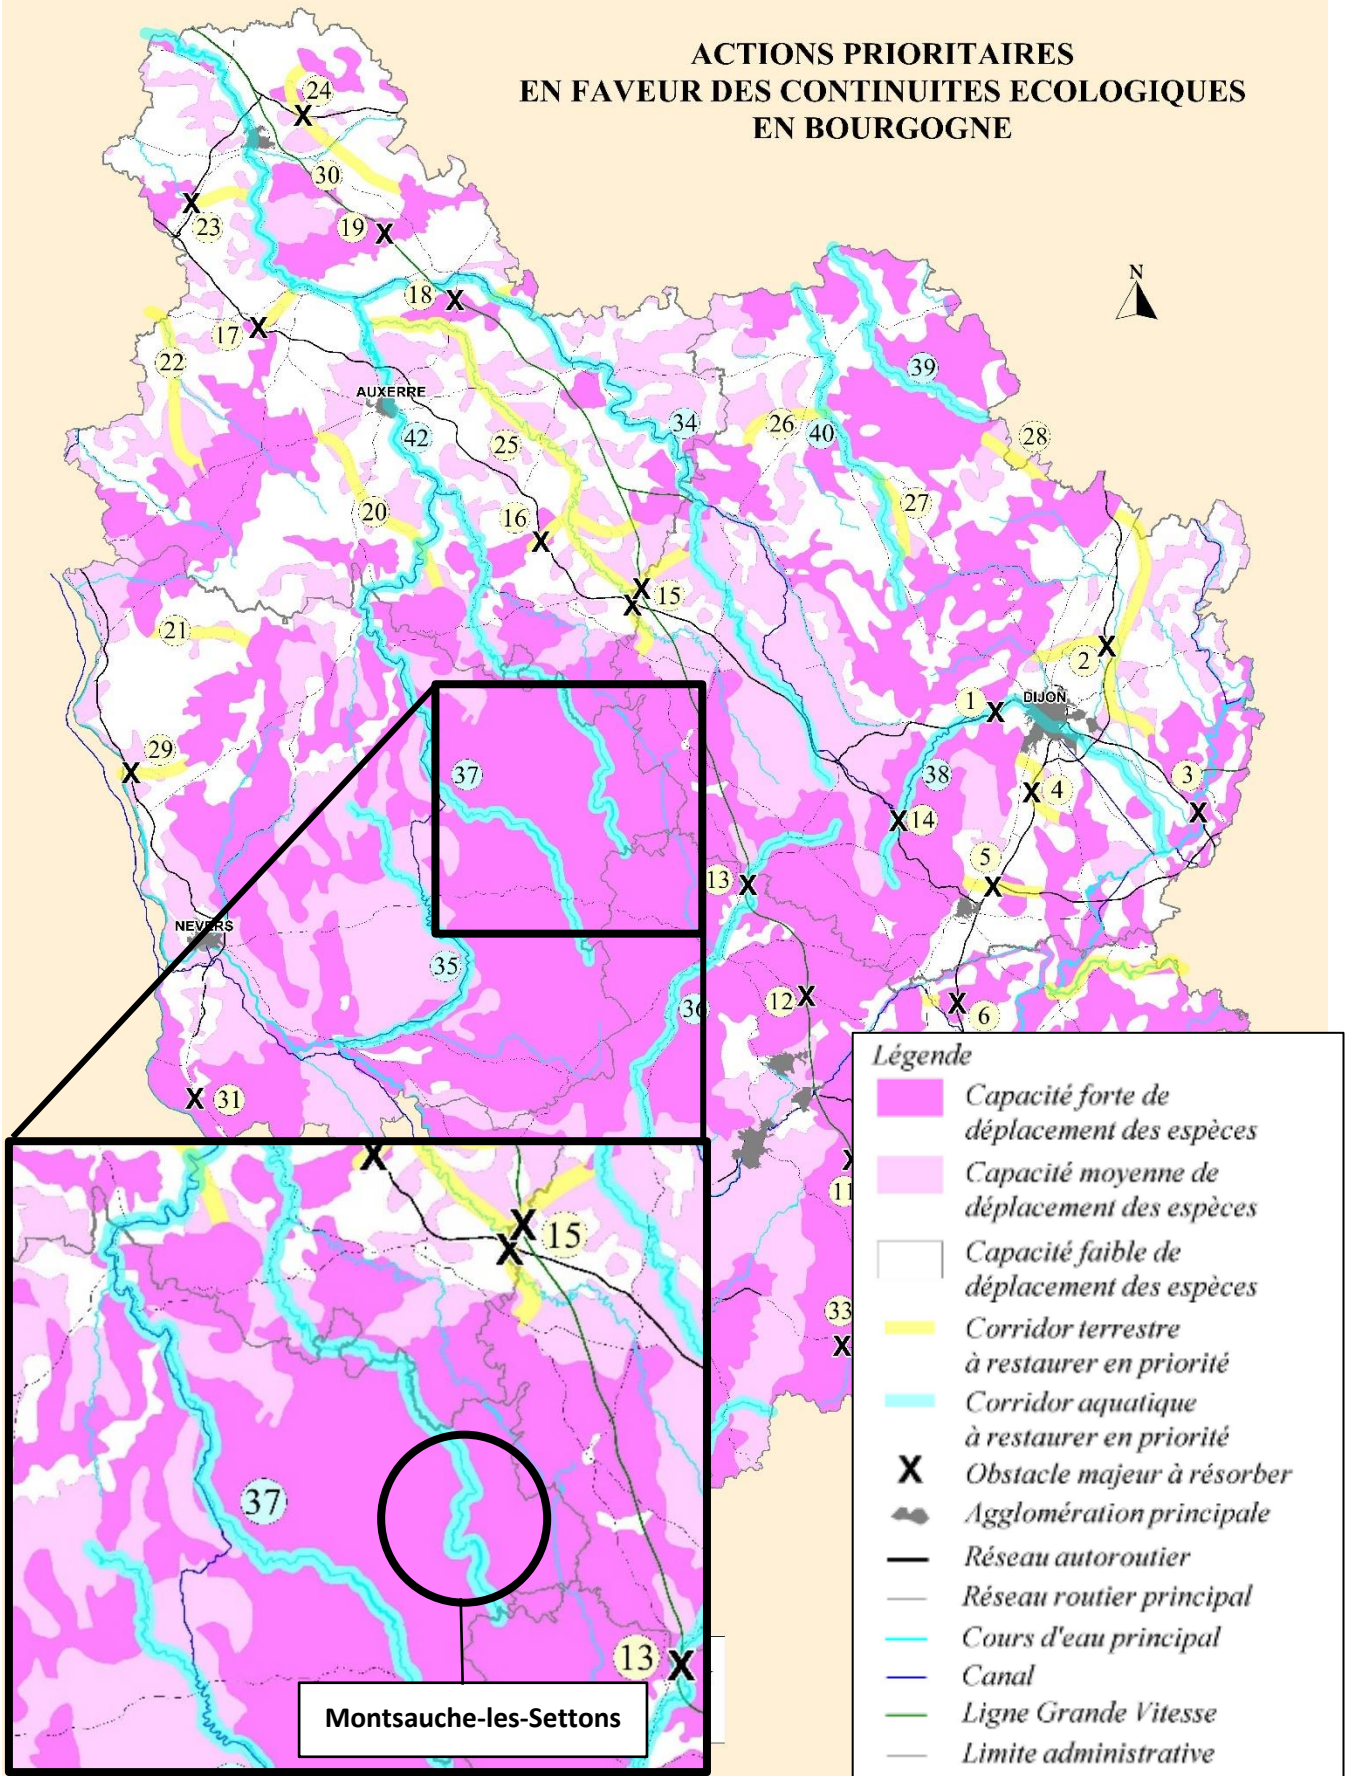 ACTIONS PRIORITAIRES
EN FAVEUR DES CONTINUITES ECOLOGIQUES
EN BOURGOGNE
24
30
23
19
N
18
17
22
39
AUXERRE
34
26
40
28
42
25
27
20
16
15
21
2
1
DIJON
29
37
38
3
4
14
5
13
NEVERS
35
12
36
6
31
11
33
15
37
13
Montsauche-les-Settons
Légende
Capacité forte de
déplacement des espèces
Capacité moyenne de
déplacement des espèces
Capacité faible de
déplacement des espèces
Corridor terrestre
à restaurer en priorité
Corridor aquatique
à restaurer en priorité
X Obstacle majeur à résorber
Agglomération principale
Réseau autoroutier
Réseau routier principal
Cours d'eau principal
Canal
Ligne Grande Vitesse
Limite administrative